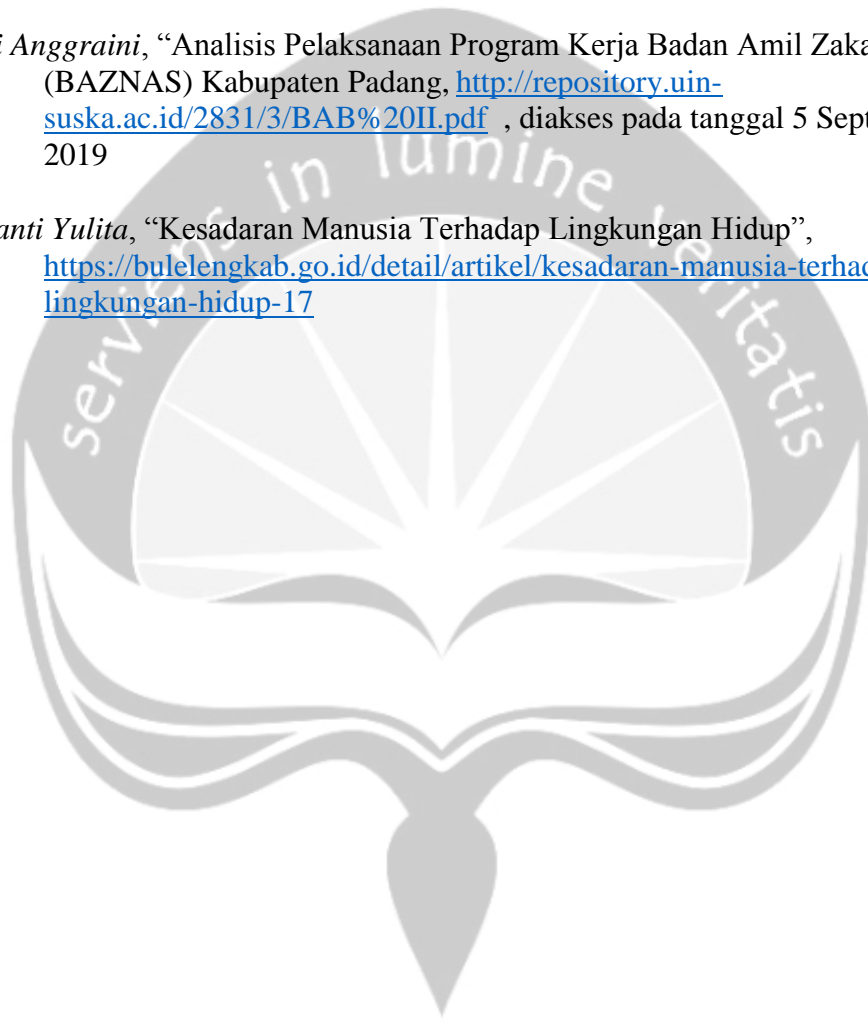 i Anggraini, “Analisis Pelaksanaan Program Kerja Badan Amil Zaka
(BAZNAS) Kabupaten Padang, http://repository.uin-
suska.ac.id/2831/3/BAB%20II.pdf , diakses pada tanggal 5 Sept
2019
anti Yulita, “Kesadaran Manusia Terhadap Lingkungan Hidup”,
https://bulelengkab.go.id/detail/artikel/kesadaran-manusia-terhad
lingkungan-hidup-17
serviens in lumine veritatis